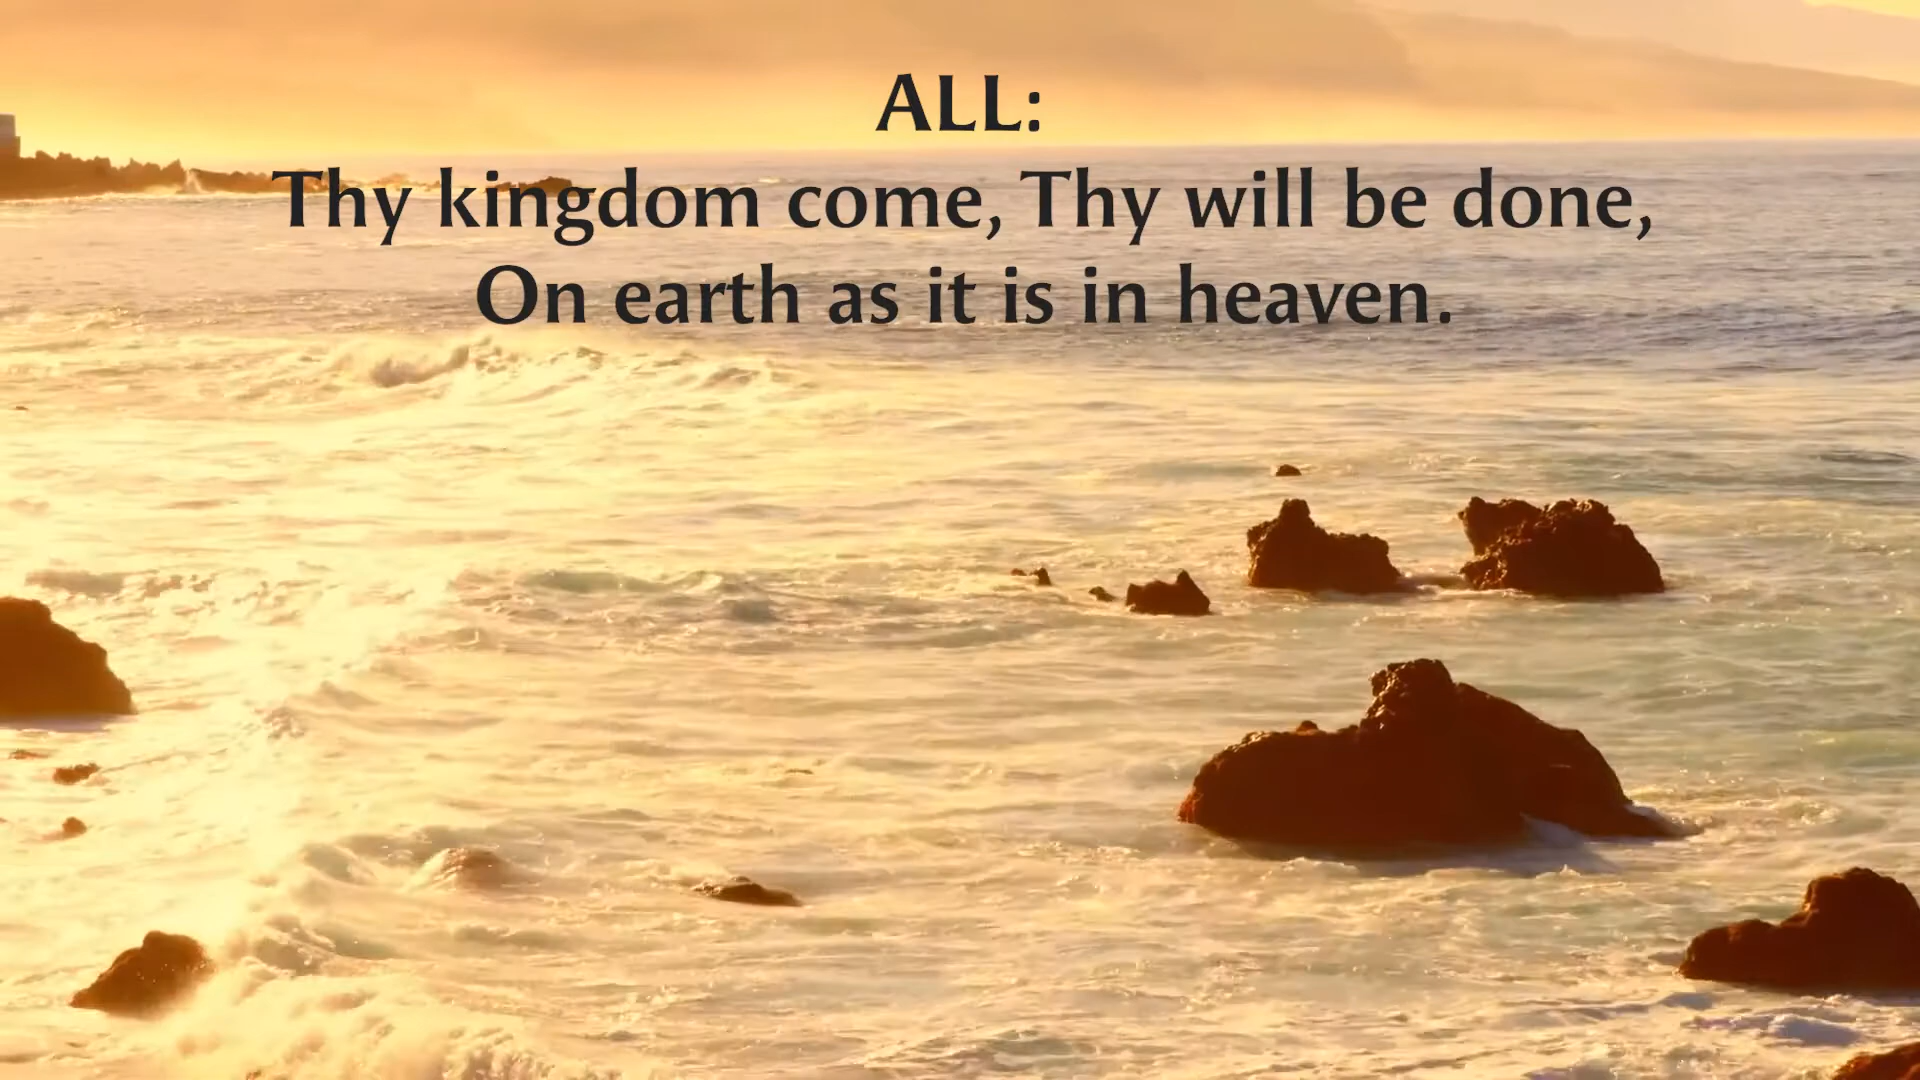 ALL:
Thy kingdom come, Thy will be done,
On earth as it is in heaven.